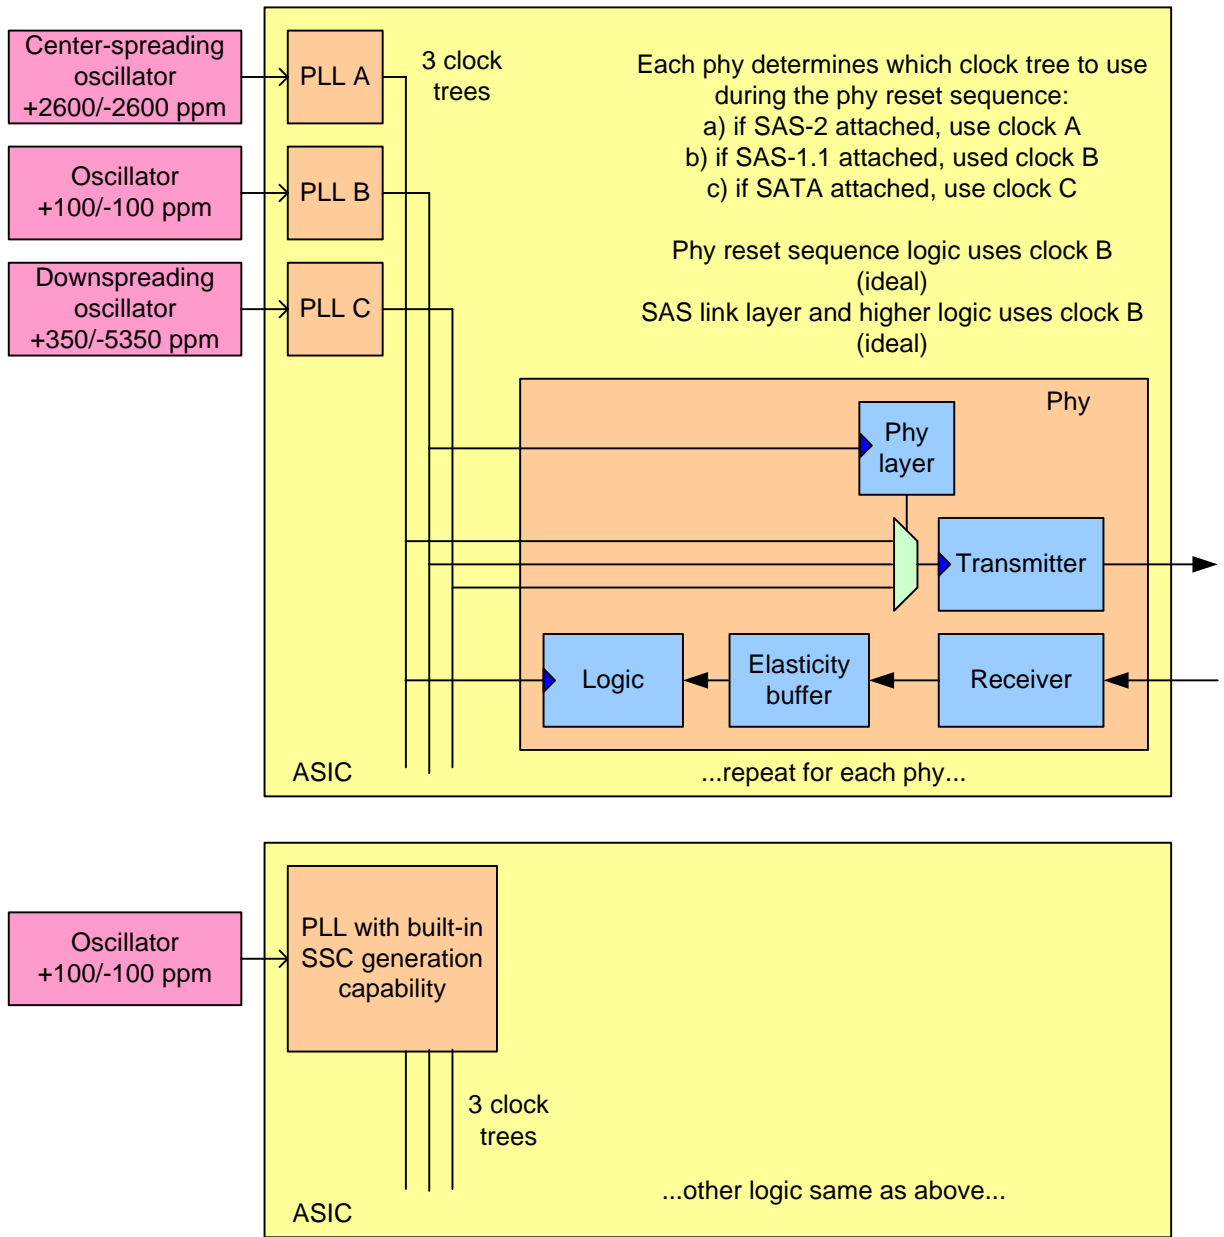 Center-spreading
oscillator
+2600/-2600 ppm
PLL A
3 clock
trees
Each phy determines which clock tree to use
during the phy reset sequence:
a) if SAS-2 attached, use clock A
b) if SAS-1.1 attached, used clock B
c) if SATA attached, use clock C
Oscillator
+100/-100 ppm
PLL B
Phy reset sequence logic uses clock B
(ideal)
SAS link layer and higher logic uses clock B
(ideal)
Downspreading
oscillator
+350/-5350 ppm
PLL C
Phy
Phy
layer
Transmitter
Logic
Elasticity
buffer
Receiver
ASIC
...repeat for each phy...
Oscillator
+100/-100 ppm
PLL with built-in
SSC generation
capability
3 clock
trees
...other logic same as above...
ASIC